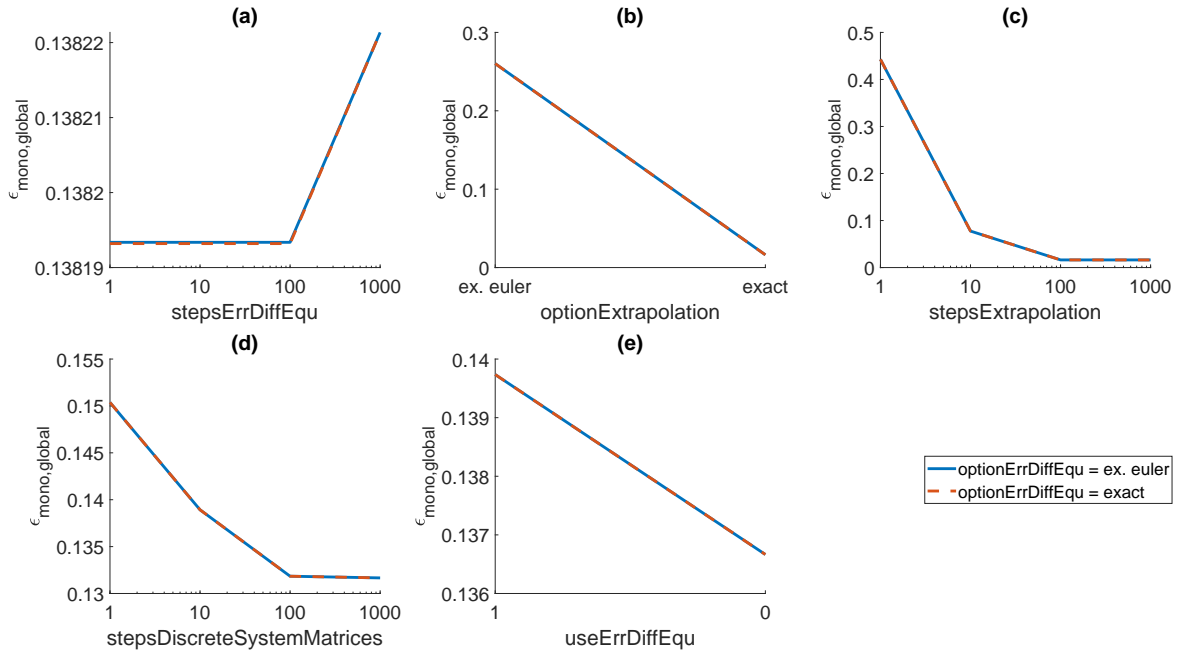 (a)
0.13822
0.13821
0.1382
0.13819
ϵmono,global
1 10 100 1000
stepsErrDiffEqu
(b)
0.3
0.2
0.1
0
ϵmono,global
ex. euler exact
optionExtrapolation
(c)
0.5
0.4
0.3
0.2
0.1
0
ϵmono,global
1 10 100 1000
stepsExtrapolation
(d)
0.155
0.15
0.145
0.14
0.135
0.13
ϵmono,global
1 10 100 1000
stepsDiscreteSystemMatrices
(e)
0.14
0.139
0.138
0.137
0.136
ϵmono,global
1 0
useErrDiffEqu
optionErrDiffEqu = ex. euler
optionErrDiffEqu = exact